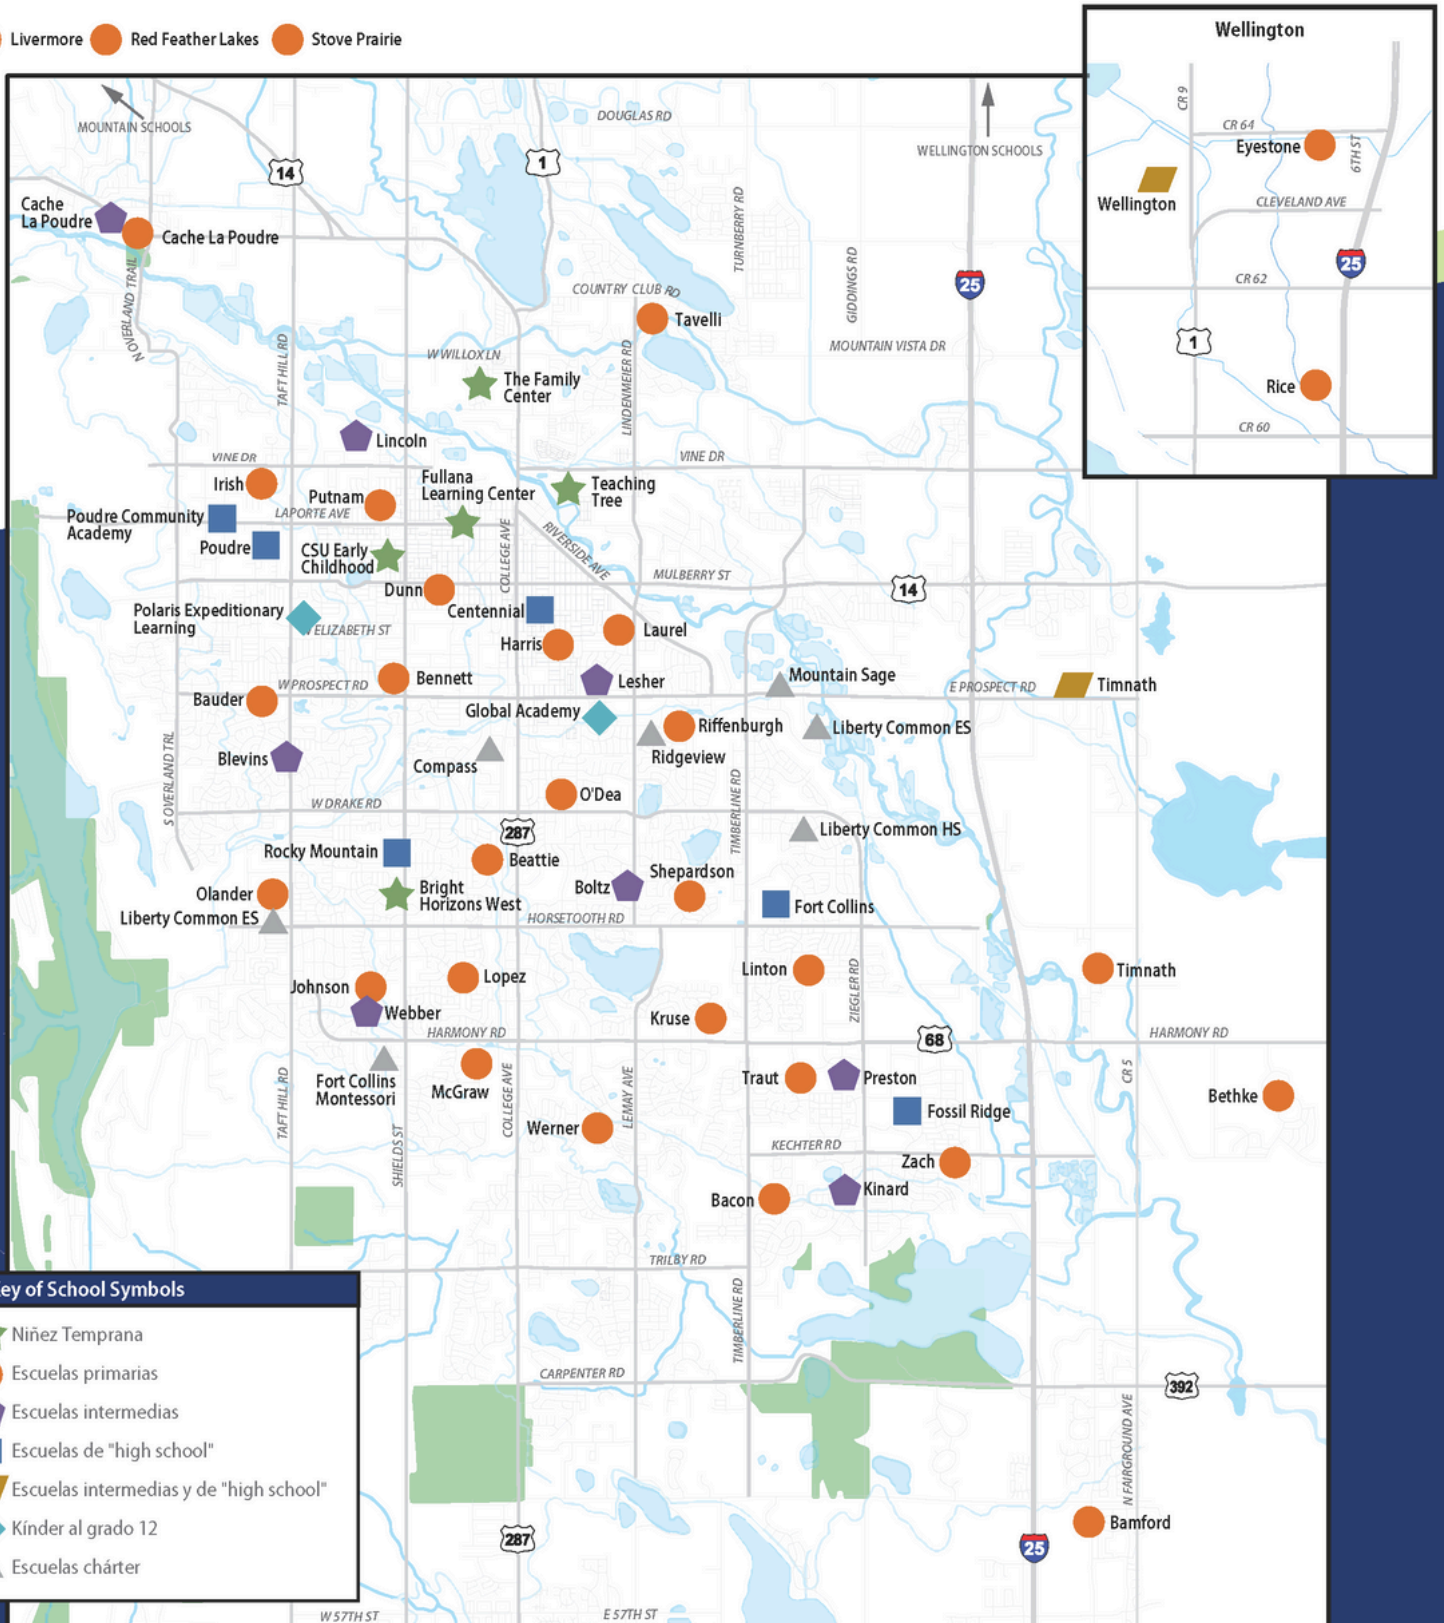 Livermore
Red Feather Lakes
Stove Prairie
Wellington
CR 9
CR 64
Eyestone
6TH ST
Wellington
CLEVELAND AVE
25
CR 62
1
Rice
CR 60
MOUNTAIN SCHOOLS
DOUGLAS RD
WELLINGTON SCHOOLS
14
1
Cache
La Poudre
Cache La Poudre
TURNBERRY RD
GIDDINGS RD
25
N OVERLAND TRAIL
COUNTRY CLUB RD
Tavelli
MOUNTAIN VISTA DR
TAFT HILL RD
W WILLOX LN
LINDENMEIER RD
The Family
Center
Lincoln
VINE DR
VINE DR
Irish
Putnam
Fullana
Learning Center
Teaching
Tree
LAPORTE AVE
Poudre Community
Academy
Poudre
CSU Early
Childhood
COLLEGE AVE
RIVERSIDE AVE
MULBERRY ST
14
Dunn
Centennial
Polaris Expeditionary
Learning
W ELIZABETH ST
Harris
Laurel
Bennett
Lesher
Mountain Sage
W PROSPECT RD
E PROSPECT RD
Timnath
Bauder
Global Academy
Riffenburgh
Liberty Common ES
Ridgeview
Blevins
Compass
S OVERLAND TRL
O'Dea
TIMBERLINE RD
W DRAKE RD
287
Liberty Common HS
Rocky Mountain
Beattie
Shepardson
Boltz
Olander
Bright
Horizons West
Fort Collins
Liberty Common ES
HORSETOOTH RD
Linton
Timnath
Johnson
Lopez
ZIEGLER RD
Webber
Kruse
HARMONY RD
68
HARMONY RD
Fort Collins
Montessori
McGraw
Traut
Preston
CR 5
Bethke
TAFT HILL RD
COLLEGE AVE
LEMAY AVE
Fossil Ridge
Werner
SHIELDS ST
KECHTER RD
Zach
Bacon
Kinard
TRILBY RD
TIMBERLINE RD
Key of School Symbols
Niñez Temprana
Escuelas primarias
Escuelas intermedias
Escuelas de "high school"
Escuelas intermedias y de "high school"
Kínder al grado 12
Escuelas chárter
CARPENTER RD
392
N FAIRGROUND AVE
Bamford
287
25
W 57TH ST
E 57TH ST